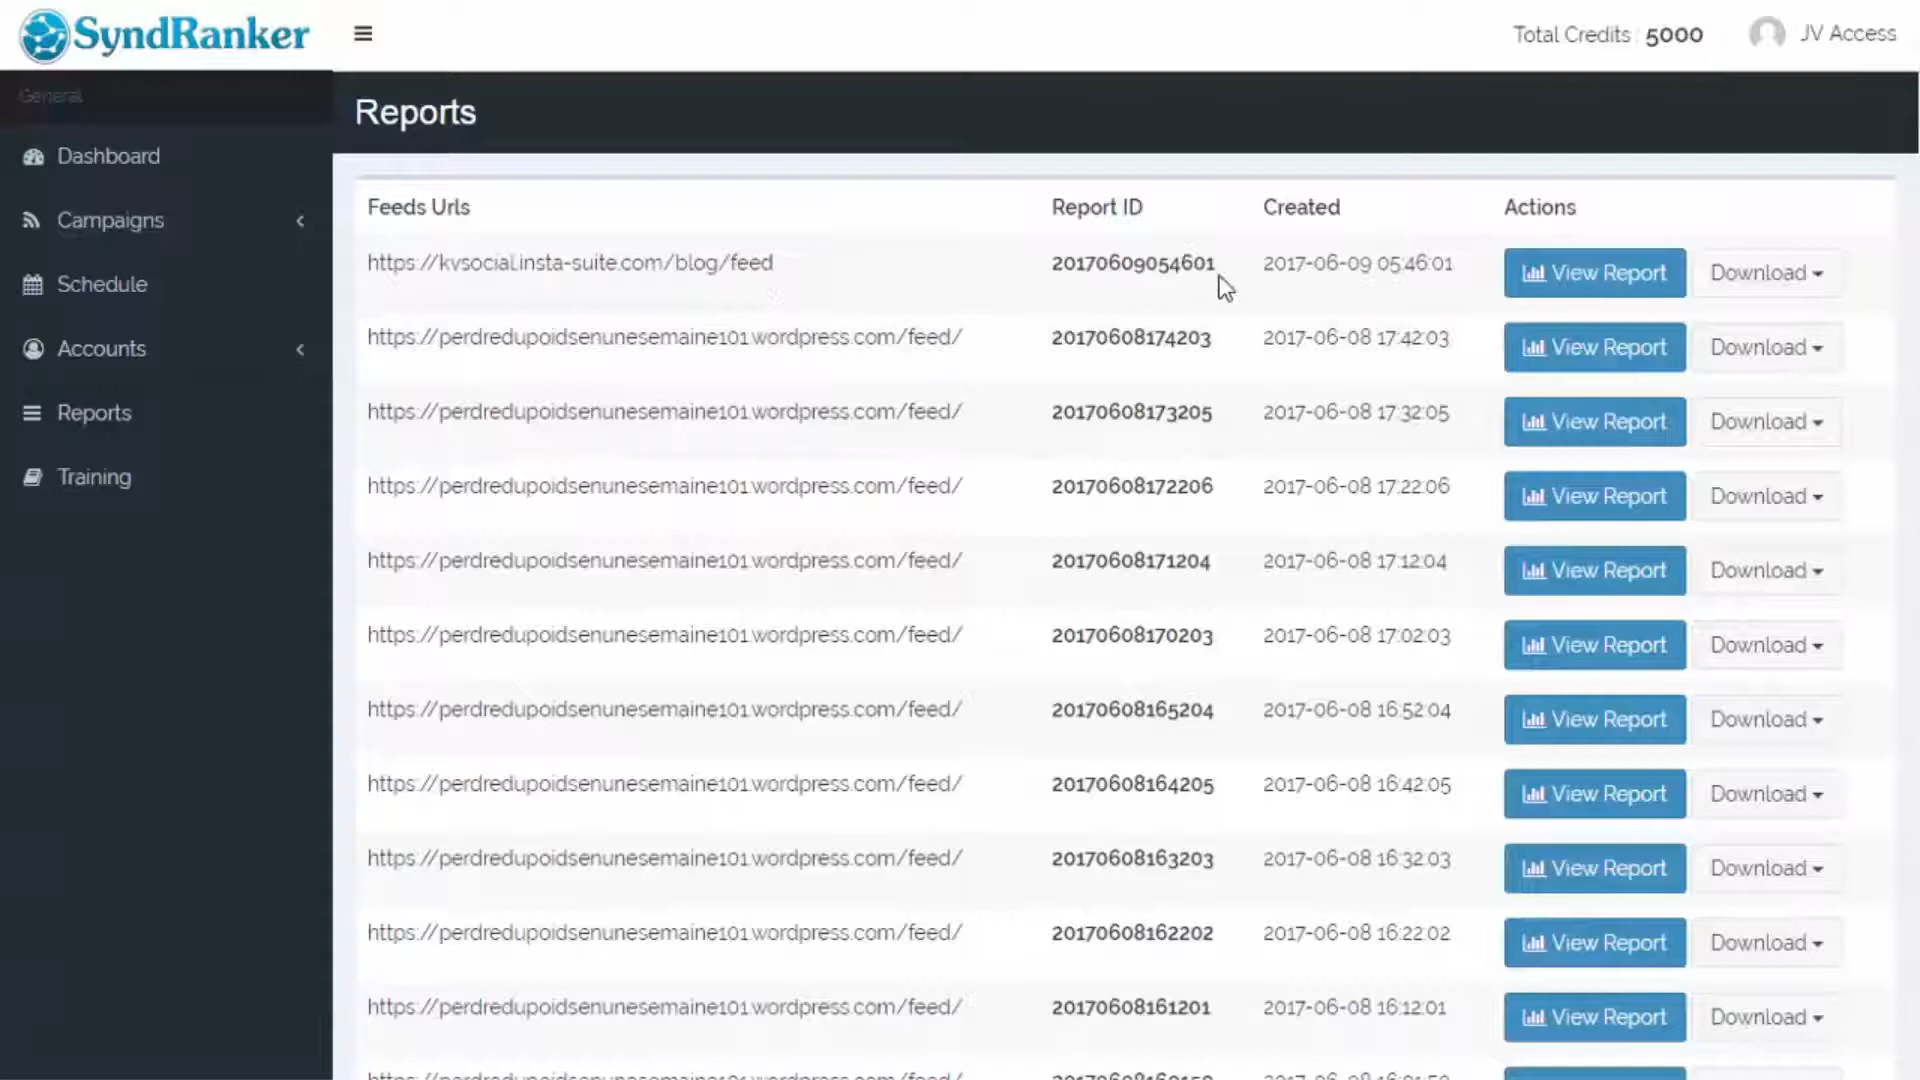 SyndRanker
Total Credits : 5000
JV Access
General
Dashboard
Campaigns
Schedule
Accounts
Reports
Training
Reports
Feeds Urls Report ID Created Actions
https://kvsocial.insta-suite.com/blog/feed 20170609054601 2017-06-09 05:46:01 View Report Download
https://perdredupoidsenunesemaine101.wordpress.com/feed/ 20170608174203 2017-06-08 17:42:03 View Report Download
https://perdredupoidsenunesemaine101.wordpress.com/feed/ 20170608173205 2017-06-08 17:32:05 View Report Download
https://perdredupoidsenunesemaine101.wordpress.com/feed/ 20170608172206 2017-06-08 17:22:06 View Report Download
https://perdredupoidsenunesemaine101.wordpress.com/feed/ 20170608171204 2017-06-08 17:12:04 View Report Download
https://perdredupoidsenunesemaine101.wordpress.com/feed/ 20170608170203 2017-06-08 17:02:03 View Report Download
https://perdredupoidsenunesemaine101.wordpress.com/feed/ 20170608165204 2017-06-08 16:52:04 View Report Download
https://perdredupoidsenunesemaine101.wordpress.com/feed/ 20170608164205 2017-06-08 16:42:05 View Report Download
https://perdredupoidsenunesemaine101.wordpress.com/feed/ 20170608163203 2017-06-08 16:32:03 View Report Download
https://perdredupoidsenunesemaine101.wordpress.com/feed/ 20170608162202 2017-06-08 16:22:02 View Report Download
https://perdredupoidsenunesemaine101.wordpress.com/feed/ 20170608161201 2017-06-08 16:12:01 View Report Download